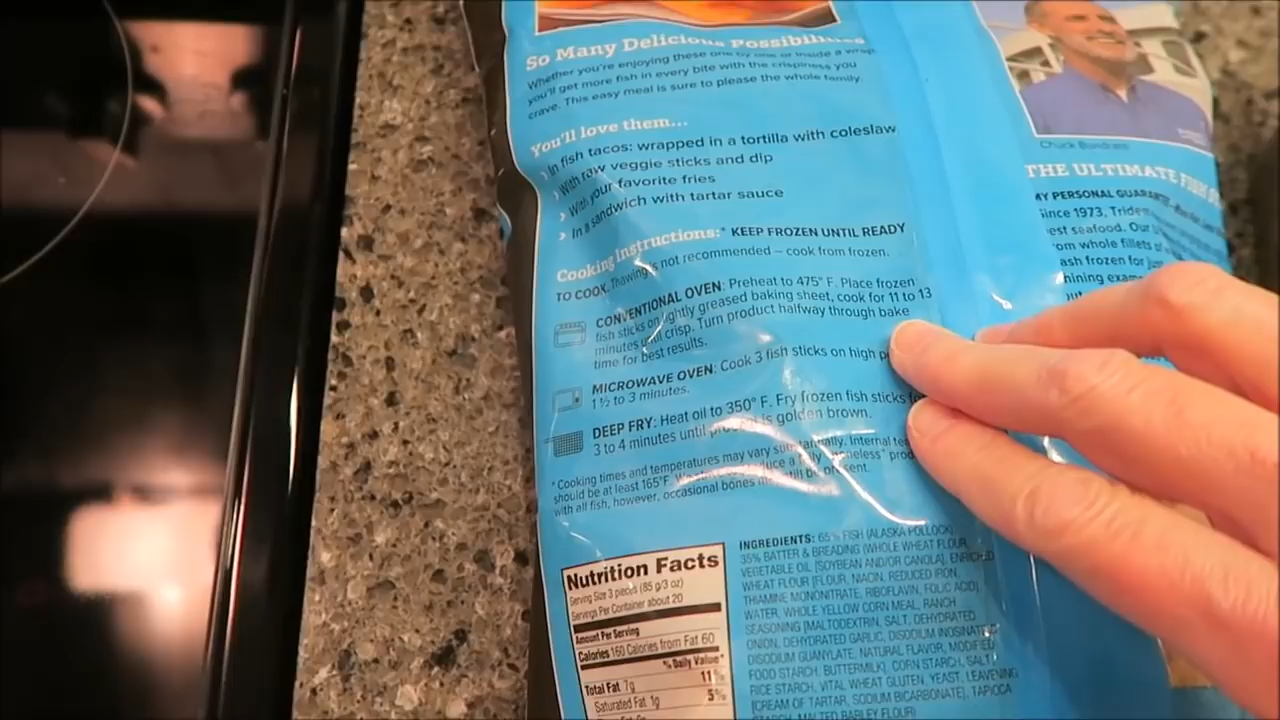 So Many Delicious Possibilities
Whether you're enjoying these one by one or inside a wrap
you'll get more fish in every bite with the crispiness you
crave. This easy meal is sure to please the whole family.
You'll love them...
› In fish tacos: wrapped in a tortilla with coleslaw
› With raw veggie sticks and dip
› With your favorite fries
› In a sandwich with tartar sauce
Cooking Instructions:* KEEP FROZEN UNTIL READY
TO COOK. Thawing is not recommended – cook from frozen.
CONVENTIONAL OVEN: Preheat to 475° F. Place frozen
fish sticks on lightly greased baking sheet, cook for 11 to 13
minutes until crisp. Turn product halfway through bake
time for best results.
MICROWAVE OVEN: Cook 3 fish sticks on high
1 ½ to 3 minutes.
DEEP FRY: Heat oil to 350° F. Fry frozen fish sticks
3 to 4 minutes until product is golden brown.
* Cooking times and temperatures may vary substantially. Internal
should be at least 165°F. We
with all fish, however, occasional bones may still be present.
Nutrition Facts
Serving Size 3 pieces (85 g/3 oz)
Servings Per Container about 20
Amount Per Serving
Calories 160 Calories from Fat 60
% Daily Value*
Total Fat 7g 11%
Saturated Fat 1g 5%
INGREDIENTS: 65% FISH (ALASKA POLLOCK),
35% BATTER & BREADING (WHOLE WHEAT FLOUR,
VEGETABLE OIL [SOYBEAN AND/OR CANOLA], ENRICHED
WHEAT FLOUR [FLOUR, NIACIN, REDUCED IRON,
THIAMINE MONONITRATE, RIBOFLAVIN, FOLIC ACID],
WATER, WHOLE YELLOW CORN MEAL, RANCH
SEASONING [MALTODEXTRIN, SALT, DEHYDRATED
ONION, DEHYDRATED GARLIC, DISODIUM INOSINATE,
DISODIUM GUANYLATE, NATURAL FLAVOR, MODIFIED
FOOD STARCH, BUTTERMILK], CORN STARCH, SALT,
RICE STARCH, VITAL WHEAT GLUTEN, YEAST, LEAVENING
[CREAM OF TARTAR, SODIUM BICARBONATE], TAPIOCA
STARCH, MALTED BARLEY FLOUR)
Chuck Bundrant
THE ULTIMATE
MY PERSONAL GUARANTEE
Since 1973,
seafood. Our
whole fillets of
frozen for